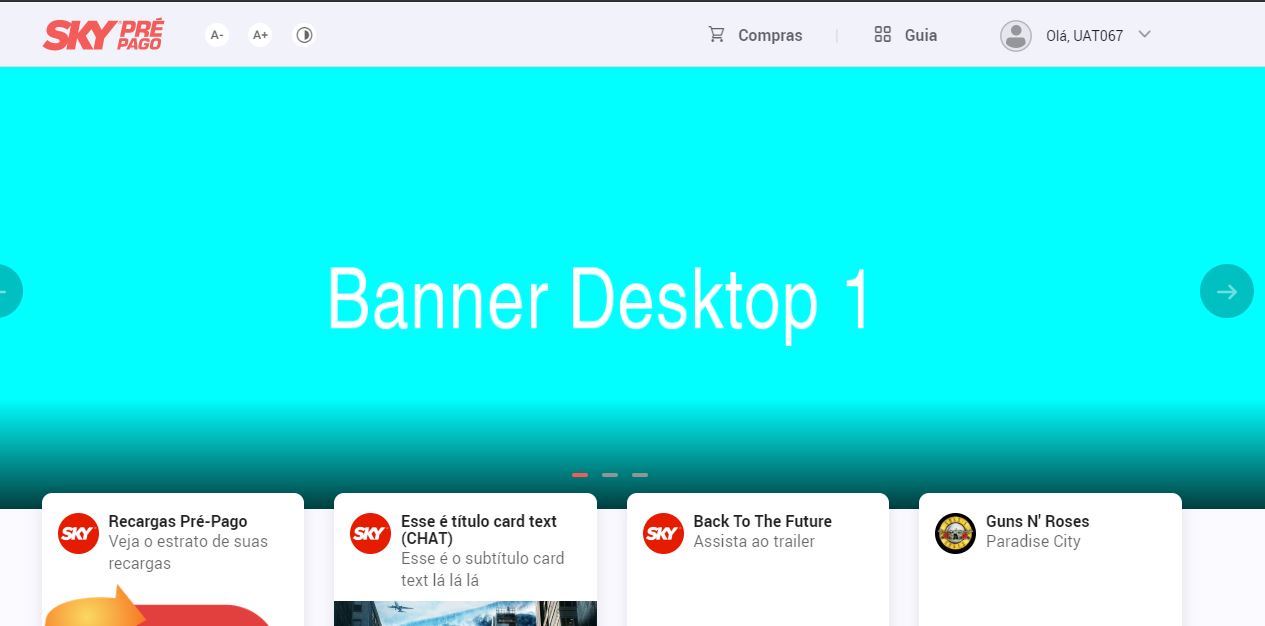 SKY PRÉ
PAGO
A-
A+
Compras
Guia
Olá, UAT067
Banner Desktop 1
SKY
Recargas Pré-Pago
Veja o estrato de suas
recargas
SKY
Esse é título card text
(CHAT)
Esse é o subtítulo card
text lá lá lá
SKY
Back To The Future
Assista ao trailer
Guns N' Roses
Paradise City